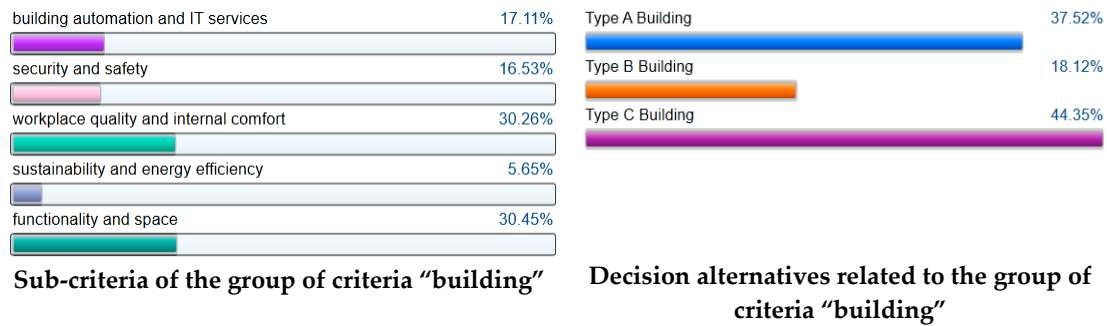 building automation and IT services 17.11%
security and safety 16.53%
workplace quality and internal comfort 30.26%
sustainability and energy efficiency 5.65%
functionality and space 30.45%
Sub-criteria of the group of criteria “building”
Type A Building 37.52%
Type B Building 18.12%
Type C Building 44.35%
Decision alternatives related to the group of
criteria “building”